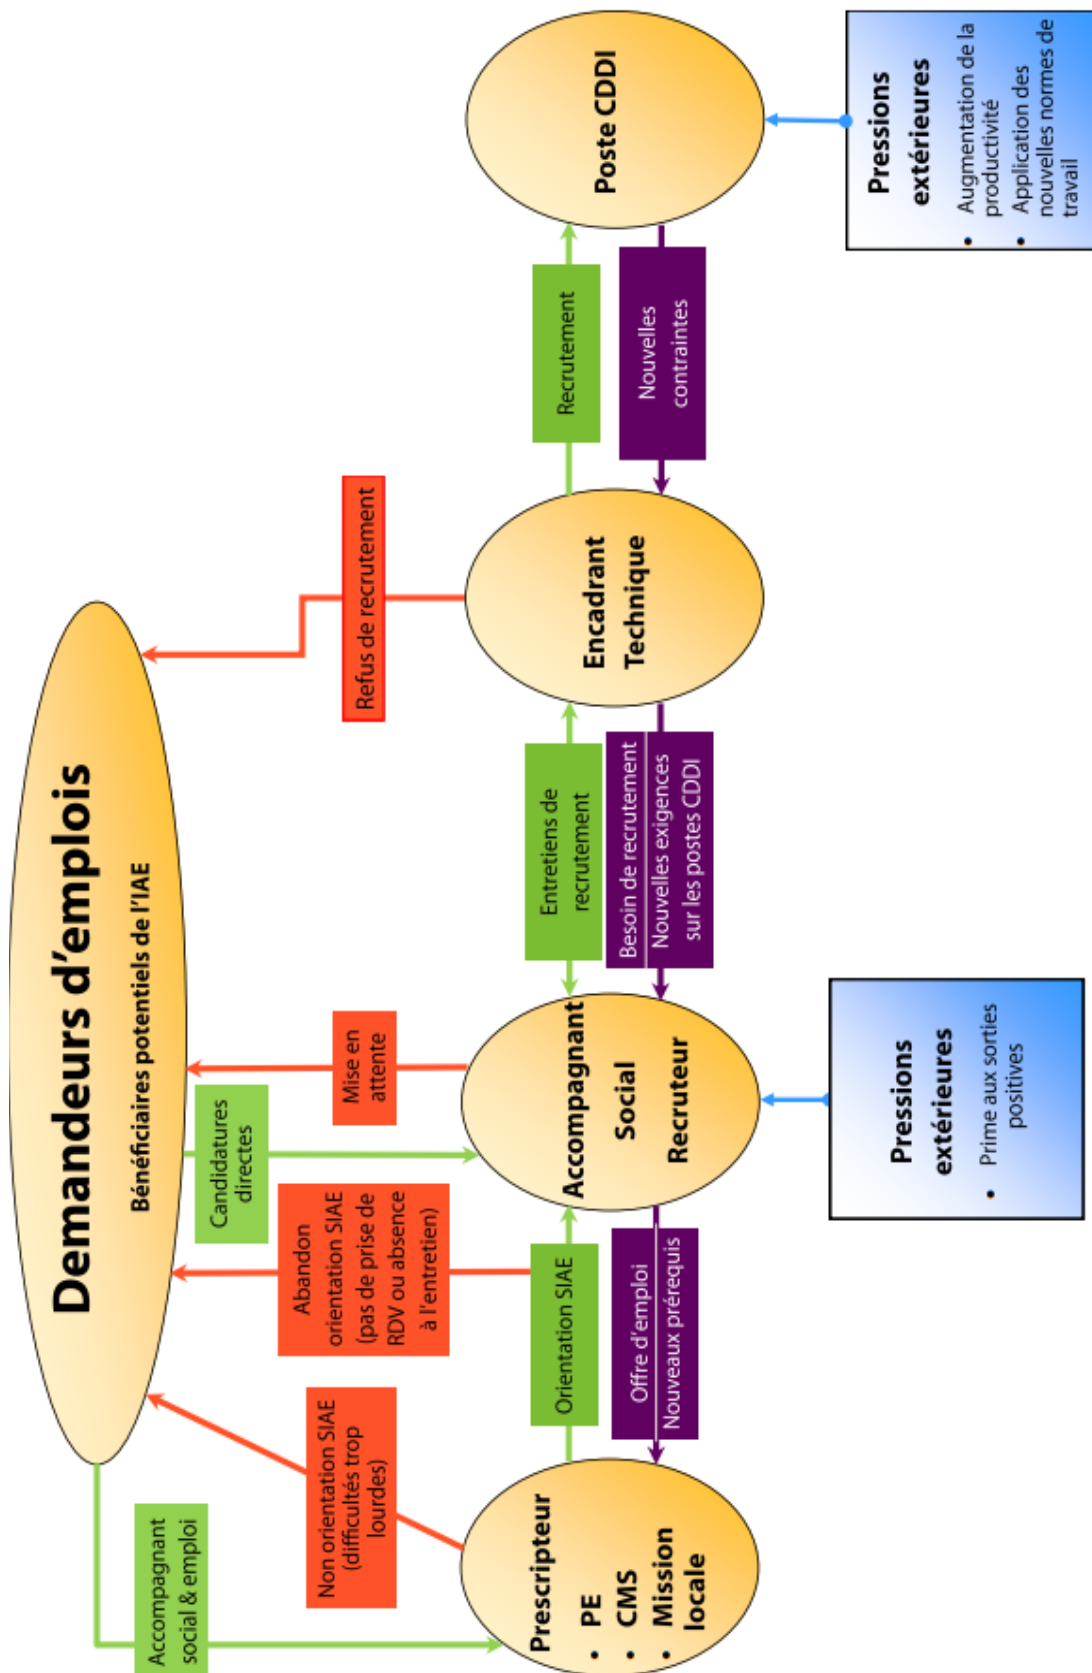 Demandeurs d'emplois
Bénéficiaires potentiels de l'IAE
Accompagnant
social & emploi
Non orientation SIAE
(difficultés trop
lourdes)
Abandon
orientation SIAE
(pas de prise de
RDV ou absence
à l'entretien)
Candidatures
directes
Mise en
attente
Refus de recrutement
Prescripteur
• PE
• CMS
• Mission
locale
Orientation SIAE
Offre d'emploi
Nouveaux prérequis
Accompagnant
Social
Recruteur
Entretiens de
recrutement
Besoin de recrutement
Nouvelles exigences
sur les postes CDDI
Encadrant
Technique
Recrutement
Nouvelles
contraintes
Poste CDDI
Pressions
extérieures
• Prime aux sorties
positives
Pressions
extérieures
• Augmentation de la
productivité
• Application des
nouvelles normes de
travail